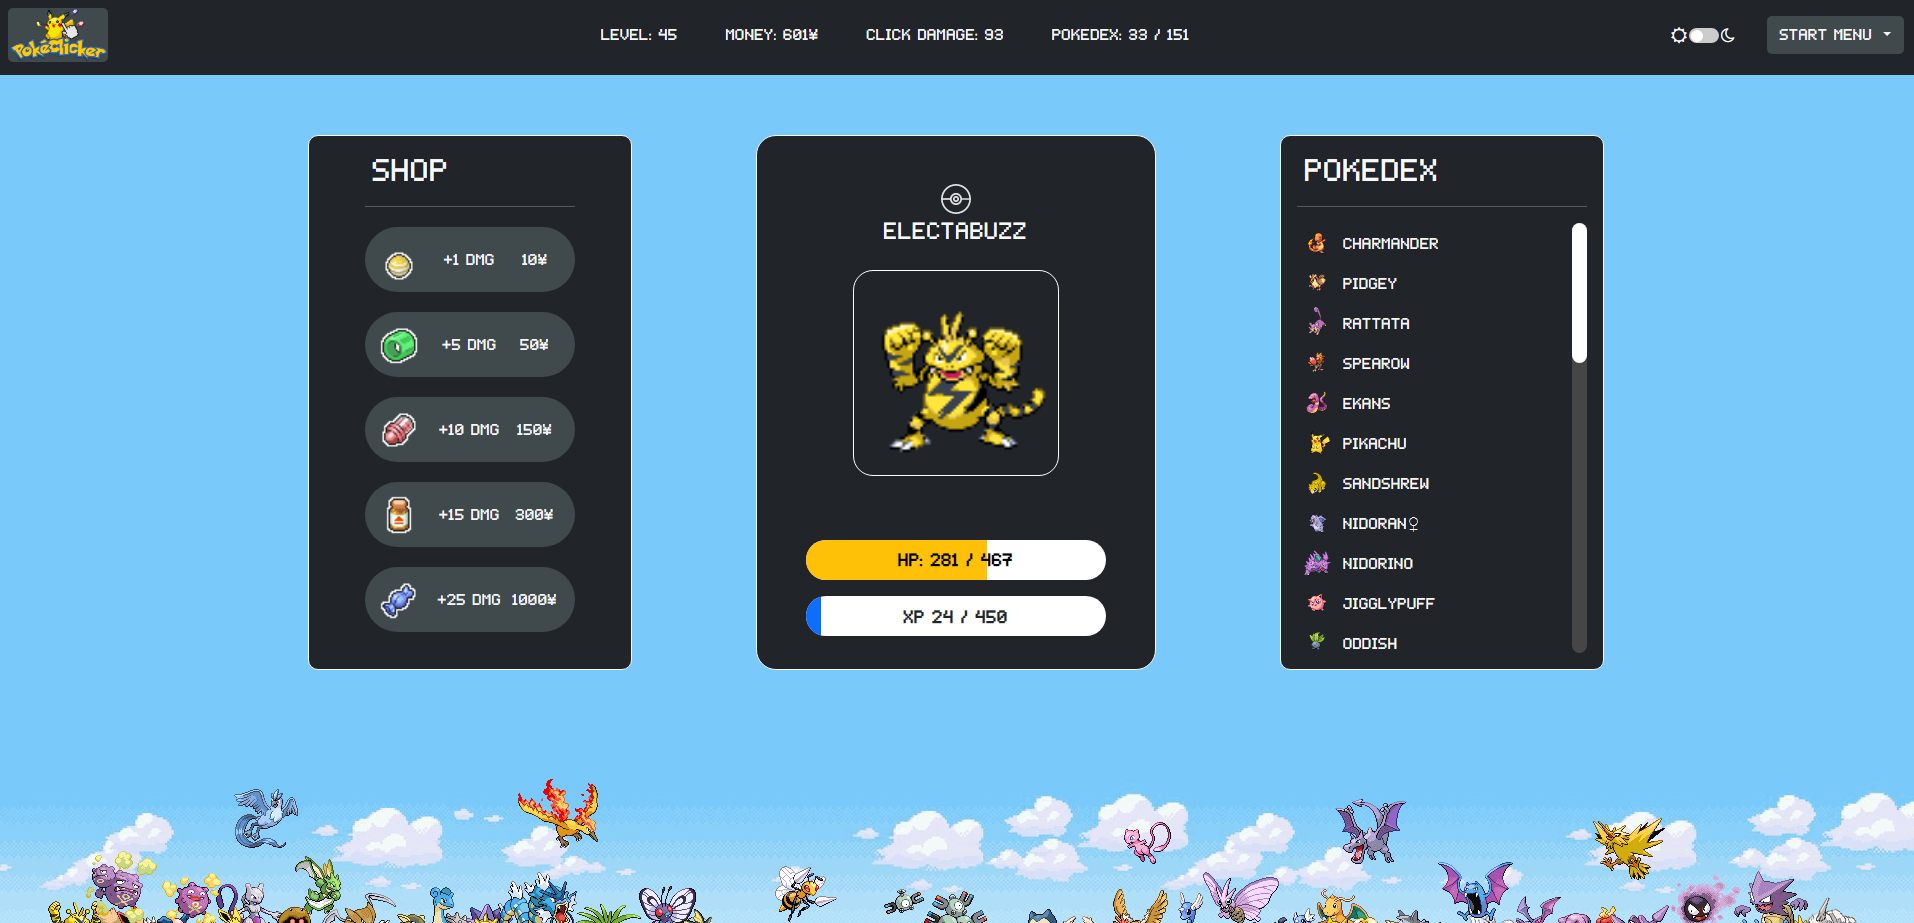 PokéClicker
LEVEL: 45 MONEY: 601¥ CLICK DAMAGE: 93 POKEDEX: 33 / 151
START MENU
SHOP
+1 DMG 10¥
+5 DMG 50¥
+10 DMG 150¥
+15 DMG 300¥
+25 DMG 1000¥
ELECTABUZZ
HP: 281 / 467
XP 24 / 450
POKEDEX
CHARMANDER
PIDGEY
RATTATA
SPEAROW
EKANS
PIKACHU
SANDSHREW
NIDORAN♀
NIDORINO
JIGGLYPUFF
ODDISH